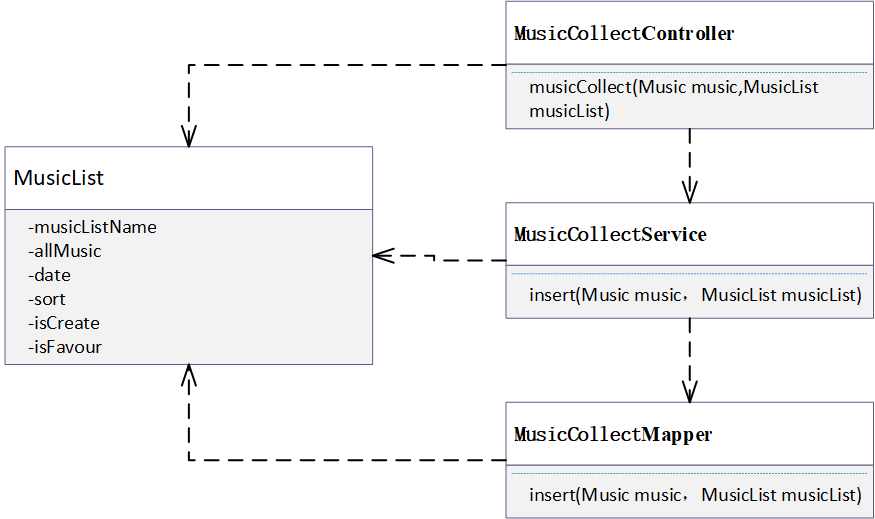 MusicCollectController
musicCollect(Music music,MusicList
musicList)
MusicList
-musicListName
-allMusic
-date
-sort
-isCreate
-isFavour
MusicCollectService
insert(Music music，MusicList musicList)
MusicCollectMapper
insert(Music music，MusicList musicList)